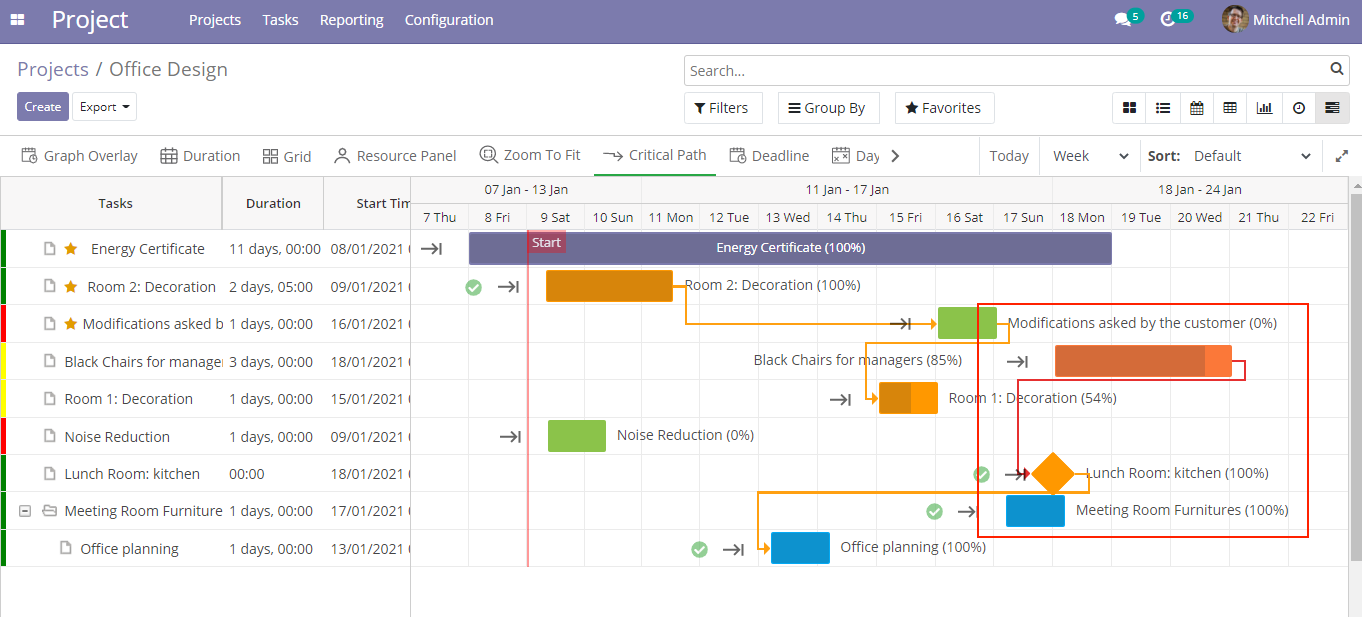 Project Projects Tasks Reporting Configuration 5 16 Mitchell Admin
Projects / Office Design
Search...
Create Export Filters Group By Favorites
Graph Overlay Duration Grid Resource Panel Zoom To Fit Critical Path Deadline Day Today Week Sort: Default
Tasks Duration Start Tim 07 Jan - 13 Jan 11 Jan - 17 Jan 18 Jan - 24 Jan
7 Thu 8 Fri 9 Sat 10 Sun 11 Mon 12 Tue 13 Wed 14 Thu 15 Fri 16 Sat 17 Sun 18 Mon 19 Tue 20 Wed 21 Thu 22 Fri
Energy Certificate 11 days, 00:00 08/01/2021 0 Start Energy Certificate (100%)
Room 2: Decoration 2 days, 05:00 09/01/2021 0 Room 2: Decoration (100%)
Modifications asked b 1 days, 00:00 16/01/2021 0 Modifications asked by the customer (0%)
Black Chairs for manage 3 days, 00:00 18/01/2021 0 Black Chairs for managers (85%)
Room 1: Decoration 1 days, 00:00 15/01/2021 0 Room 1: Decoration (54%)
Noise Reduction 1 days, 00:00 09/01/2021 0 Noise Reduction (0%)
Lunch Room: kitchen 00:00 18/01/2021 0 Lunch Room: kitchen (100%)
Meeting Room Furniture 1 days, 00:00 17/01/2021 0 Meeting Room Furnitures (100%)
Office planning 1 days, 00:00 13/01/2021 0 Office planning (100%)